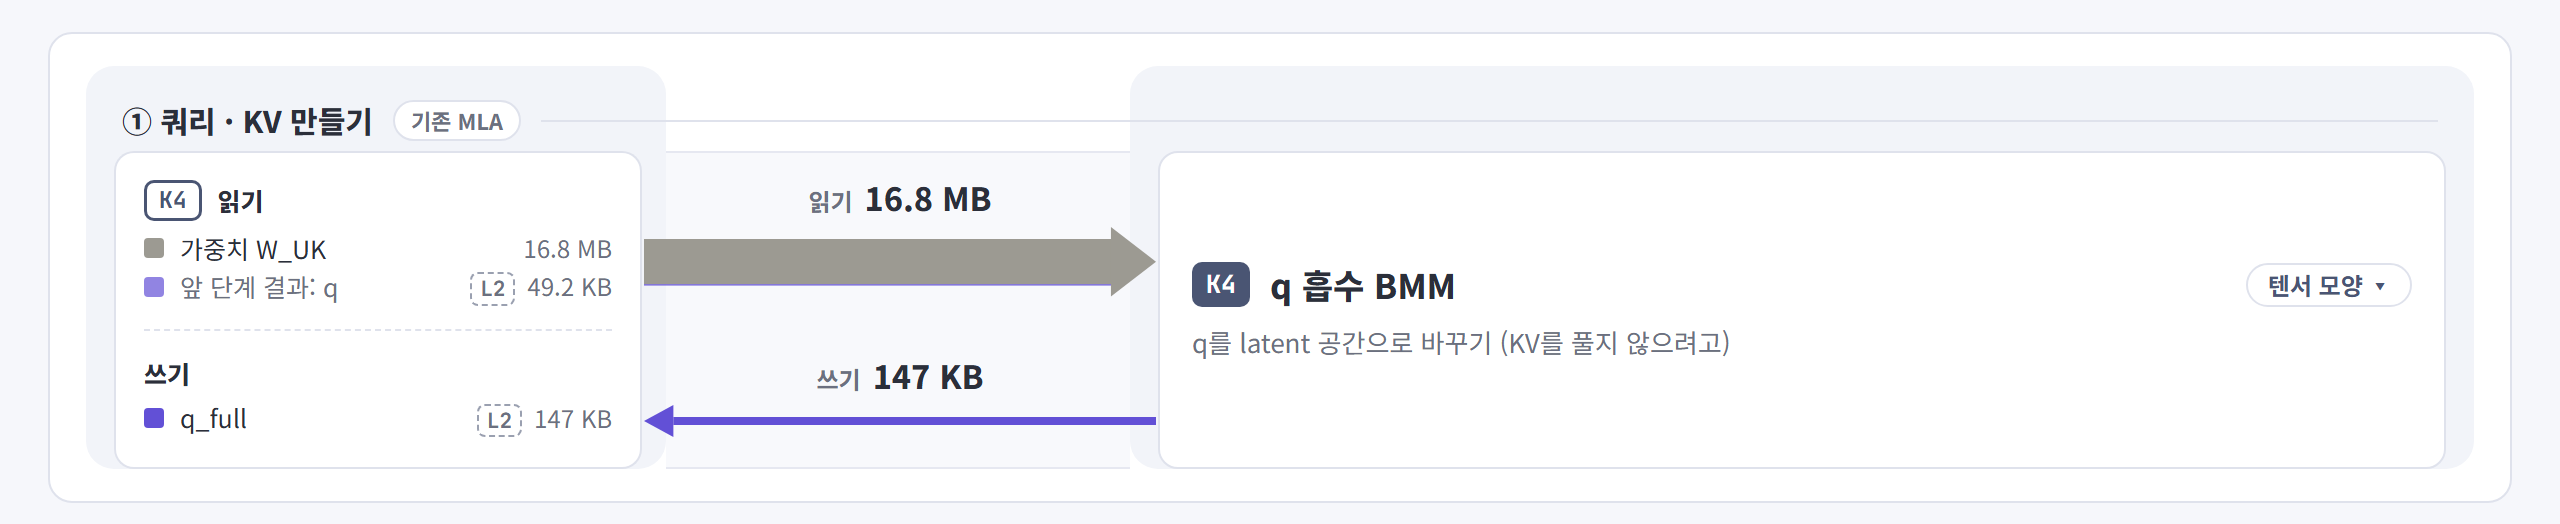 ① 쿼리 · KV 만들기 기존 MLA
K4 읽기
가중치 W_UK 16.8 MB
앞 단계 결과: q L2 49.2 KB
쓰기
q_full L2 147 KB
읽기 16.8 MB
쓰기 147 KB
K4 q 흡수 BMM
텐서 모양 ▼
q를 latent 공간으로 바꾸기 (KV를 풀지 않으려고)